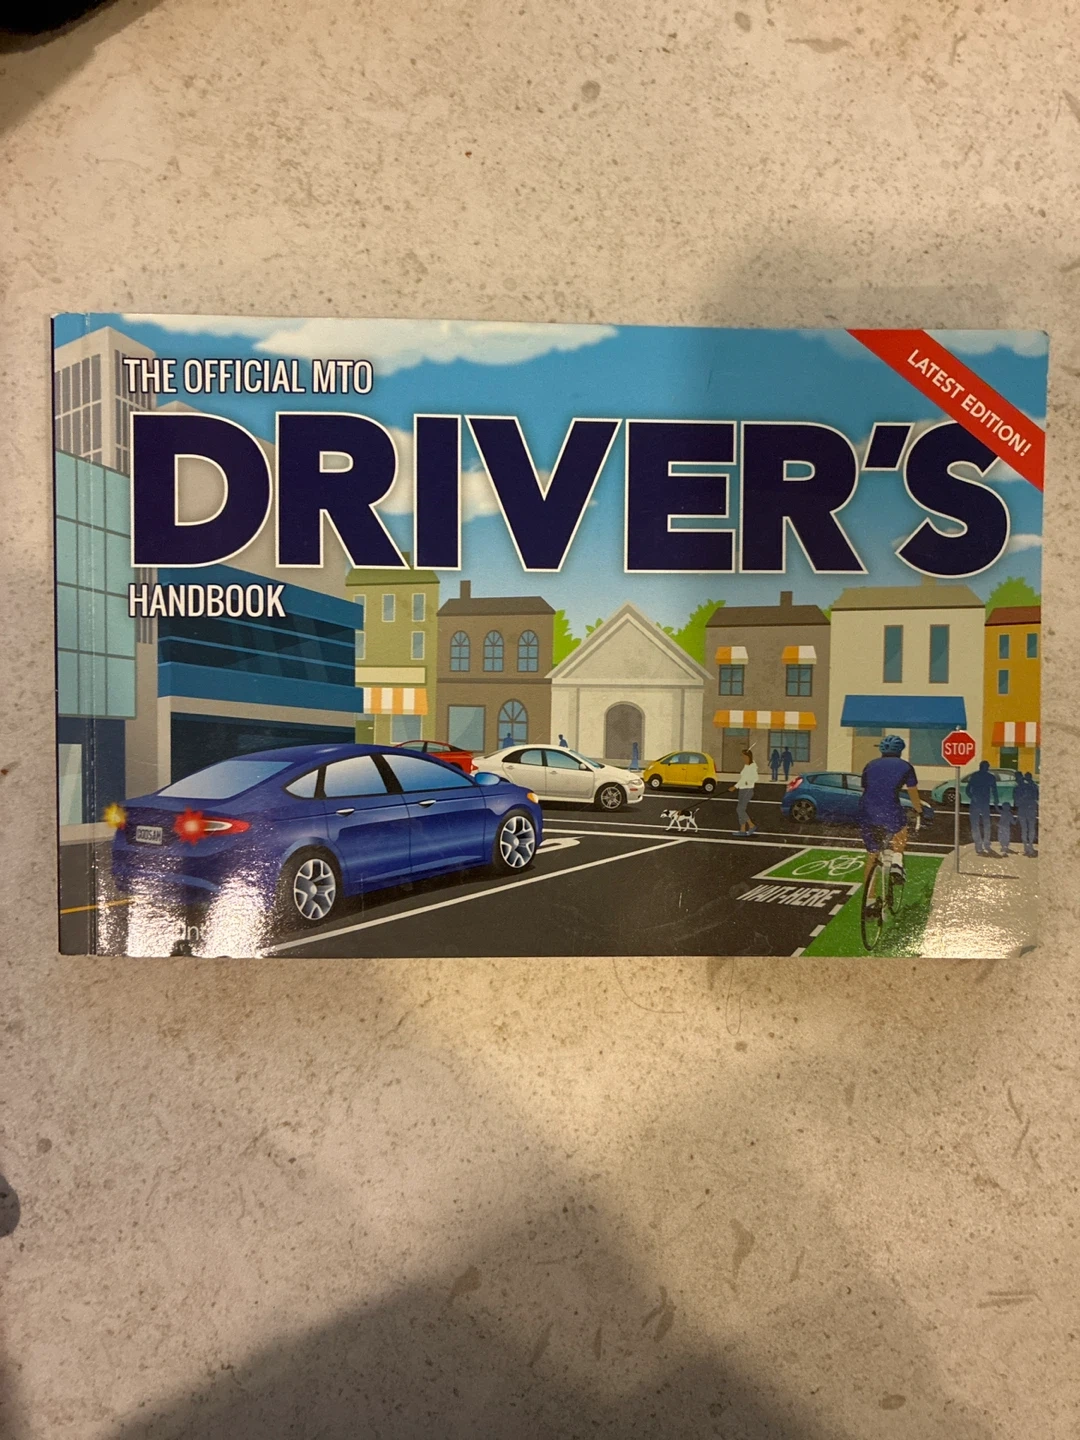 THE OFFICIAL MTO
DRIVER'S
HANDBOOK
LATEST EDITION!
STOP
WAIT HERE